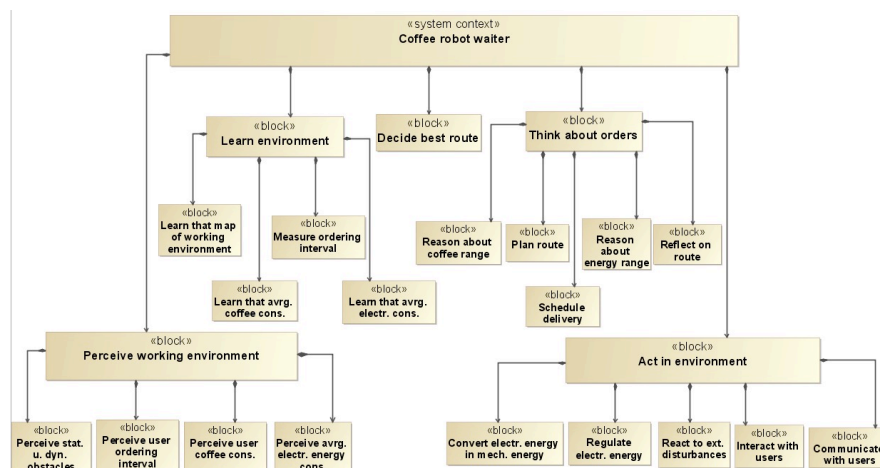 «system context»
Coffee robot waiter
«block»
Learn environment
«block»
Decide best route
«block»
Think about orders
«block»
Learn that map
of working
environment
«block»
Measure ordering
interval
«block»
Reason about
coffee range
«block»
Plan route
«block»
Reason
about
energy range
«block»
Reflect on
route
«block»
Learn that avrg.
coffee cons.
«block»
Learn that avrg.
electr. cons.
«block»
Schedule
delivery
«block»
Perceive working environment
«block»
Act in environment
«block»
Perceive stat.
u. dyn.
obstacles
«block»
Perceive user
ordering
interval
«block»
Perceive user
coffee cons.
«block»
Perceive avrg.
electr. energy
cons
«block»
Convert electr. energy
in mech. energy
«block»
Regulate
electr. energy
«block»
React to ext.
disturbances
«block»
Interact with
users
«block»
Communicate
with users